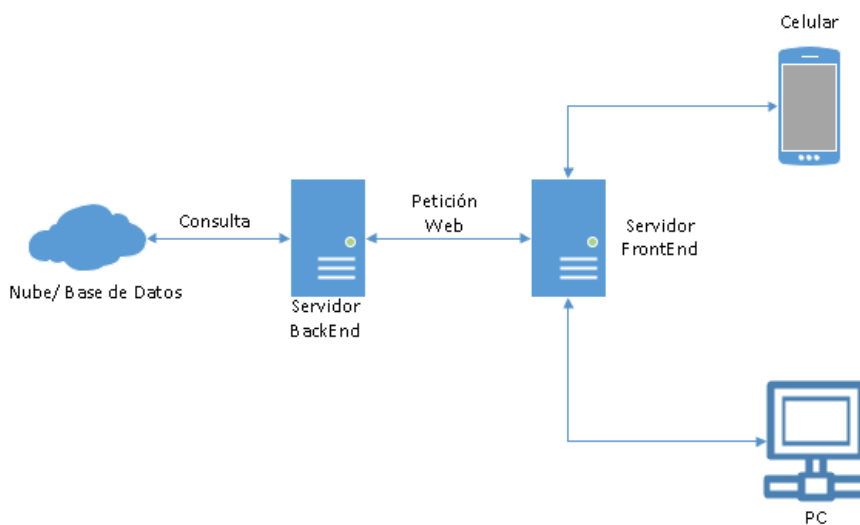 Celular
Consulta
Petición
Web
Servidor
FrontEnd
Nube/ Base de Datos
Servidor
BackEnd
PC